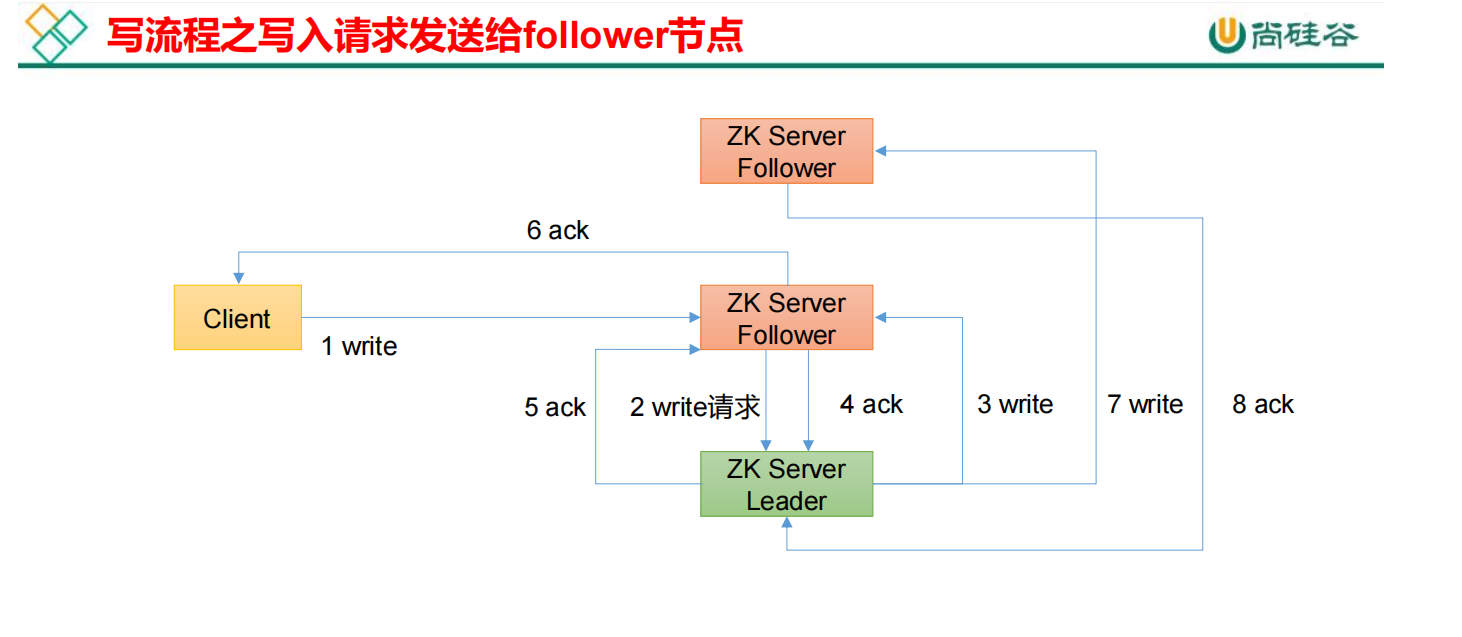 写流程之写入请求发送给follower节点
尚硅谷
ZK Server
Follower
6 ack
Client
ZK Server
Follower
1 write
5 ack
2 write请求
4 ack
3 write
7 write
8 ack
ZK Server
Leader